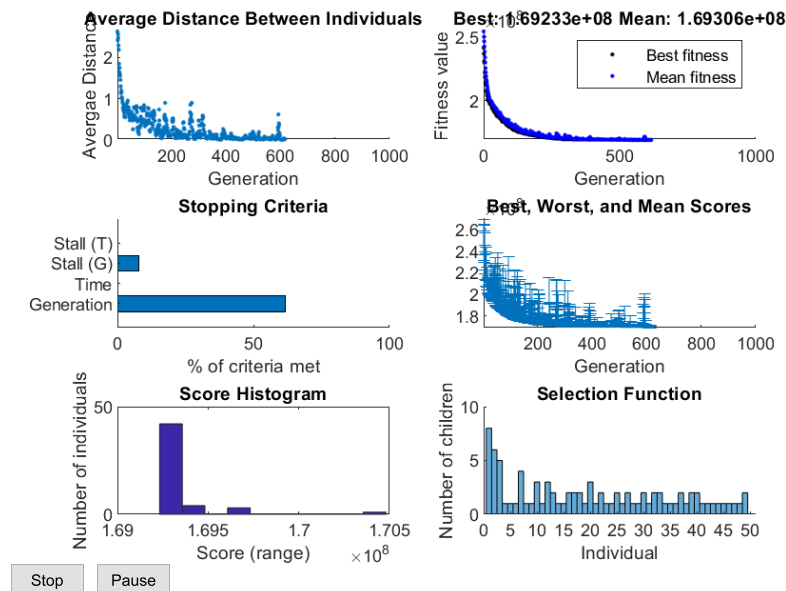 Average Distance Between Individuals
Avergae Distance
2
1
0
200 400 600 800 1000
Generation
Best: 1.69233e+08 Mean: 1.69306e+08
×10^8
Fitness value
2.5
2
Best fitness
Mean fitness
0 500 1000
Generation
Stopping Criteria
Stall (T)
Stall (G)
Time
Generation
0 50 100
% of criteria met
Best, Worst, and Mean Scores
×10^8
2.6
2.4
2.2
2
1.8
200 400 600 800 1000
Generation
Score Histogram
Number of individuals
50
0
1.69 1.695 1.7 1.705
Score (range) ×10^8
Selection Function
Number of children
10
5
0
0 5 10 15 20 25 30 35 40 45 50
Individual
Stop Pause